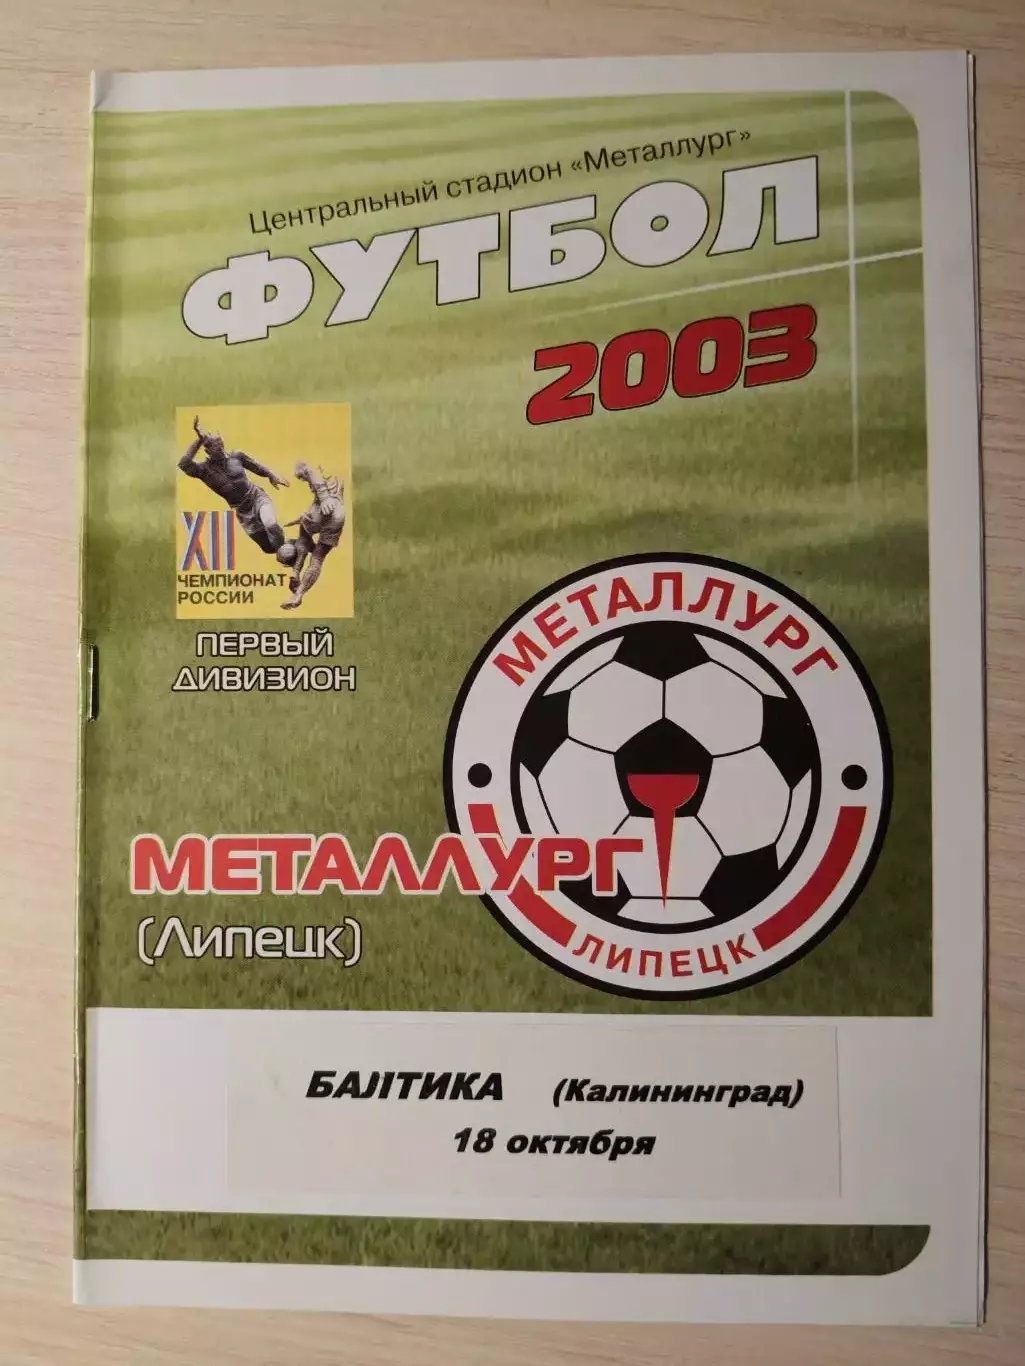 Центральный стадион «Металлург»
ФУТБОЛ
2003
XII
ЧЕМПИОНАТ
РОССИИ
ПЕРВЫЙ
ДИВИЗИОН
МЕТАЛЛУРГ
ЛИПЕЦК
МЕТАЛЛУРГ
(Липецк)
БАЛТИКА (Калининград)
18 октября